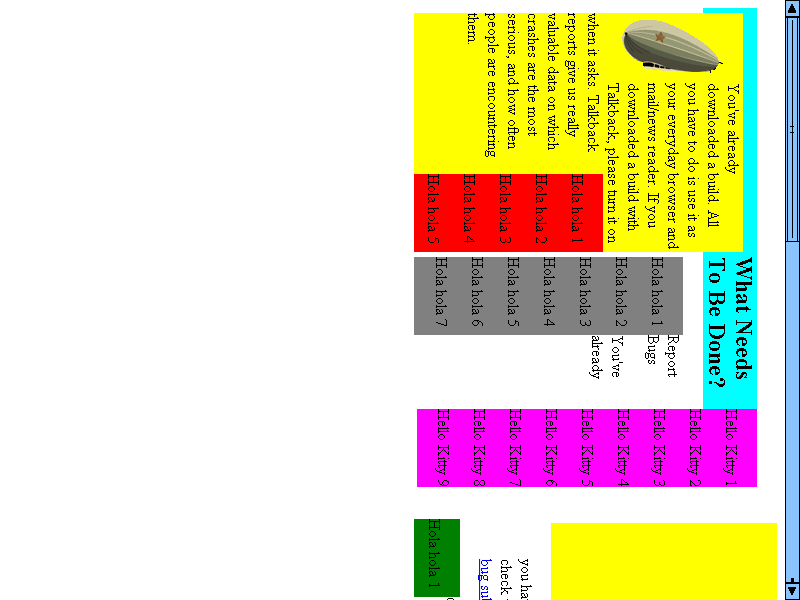 What Needs
To Be Done?
You've already
downloaded a build. All
you have to do is use it as
your everyday browser and
mail/news reader. If you
downloaded a build with
Talkback, please turn it on
when it asks. Talkback
reports give us really
valuable data on which
crashes are the most
serious, and how often
people are encountering
them.
Hola hola 1
Hola hola 2
Hola hola 3
Hola hola 4
Hola hola 5
Report
Bugs
You've
already
Hola hola 1
Hola hola 2
Hola hola 3
Hola hola 4
Hola hola 5
Hola hola 6
Hola hola 7
Hello Kitty 1
Hello Kitty 2
Hello Kitty 3
Hello Kitty 4
Hello Kitty 5
Hello Kitty 6
Hello Kitty 7
Hello Kitty 8
Hello Kitty 9
you
check
bug
Hola hola 1